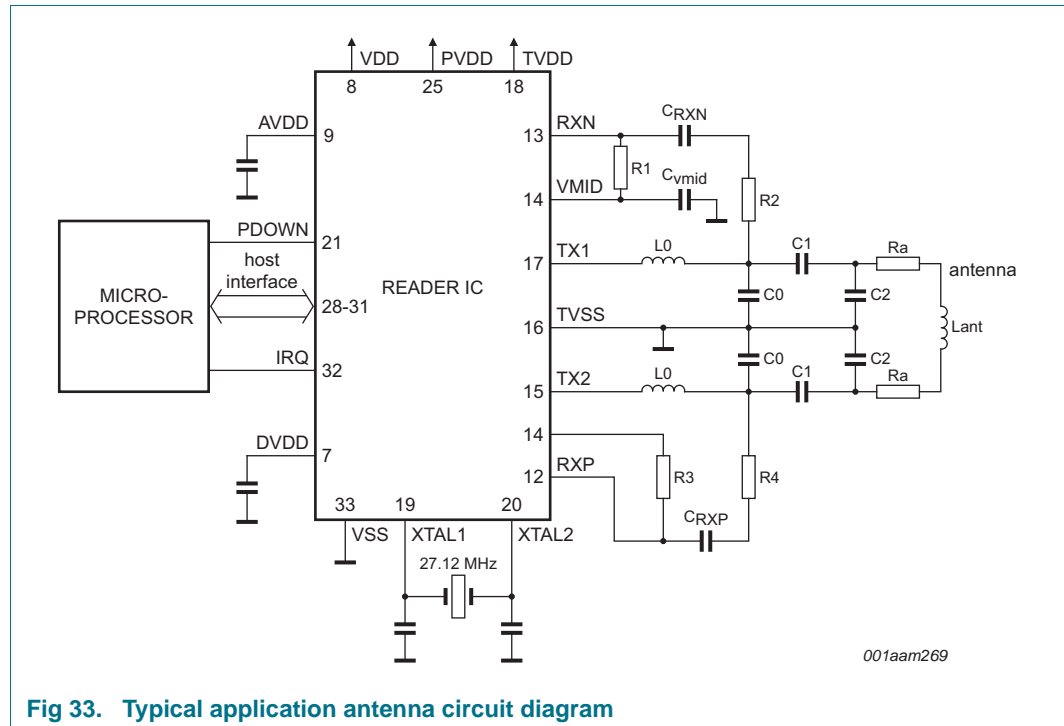 VDD PVDD TVDD
8 25 18
AVDD 9
13 RXN CRXN
R1
14 VMID Cvmid
R2
PDOWN 21
17 TX1 L0 C1 Ra
antenna
MICRO-
PROCESSOR
host
interface
28-31
READER IC
C0 C2
Lant
16 TVSS
IRQ 32
C0 C2
15 TX2 L0 C1 Ra
14
DVDD 7
12 RXP R3 R4
CRXP
33 19 20
VSS XTAL1 XTAL2
27.12 MHz
001aam269
Fig 33. Typical application antenna circuit diagram